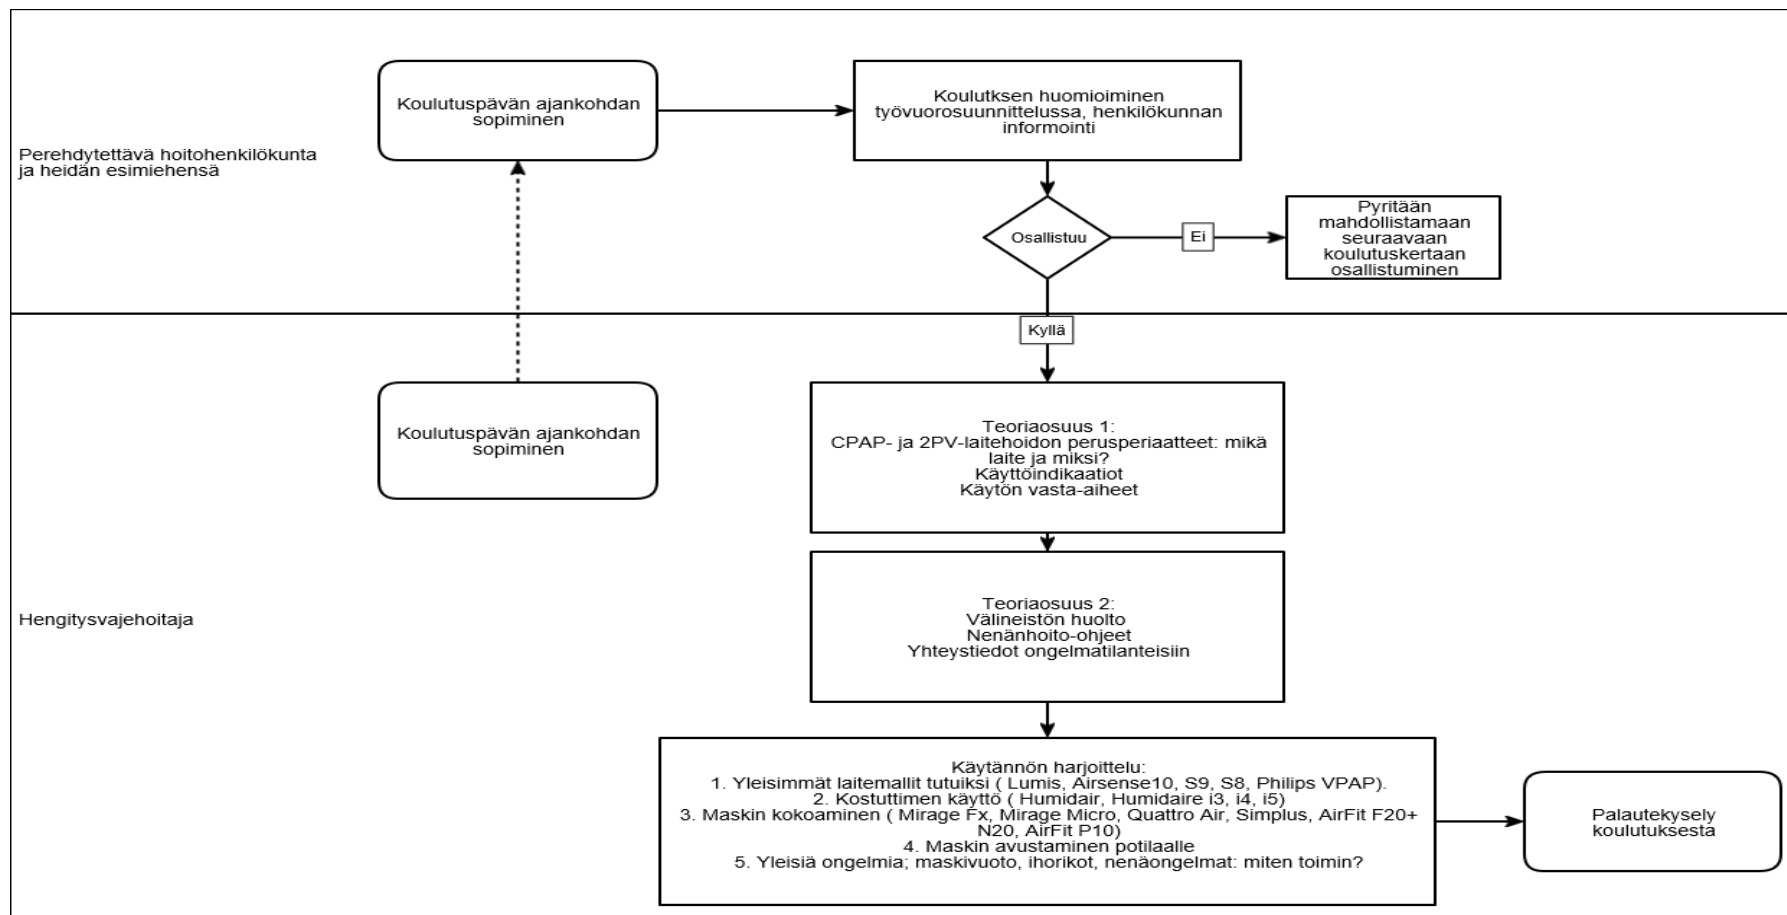 Koulutuspävän ajankohdan
sopiminen
Koulutksen huomioiminen
työvuorosuunnittelussa, henkilökunnan
informointi
Perehdytettävä hoitohenkilökunta
ja heidän esimiehensä
Osallistuu
Ei
Pyritään
mahdollistamaan
seuraavaan
koulutuskertaan
osallistuminen
Kyllä
Koulutuspävän ajankohdan
sopiminen
Teoriaosuus 1:
CPAP- ja 2PV-laitehoidon perusperiaatteet: mikä
laite ja miksi?
Käyttöindikaatiot
Käytön vasta-aiheet
Hengitysvajehoitaja
Teoriaosuus 2:
Välineistön huolto
Nenänhoito-ohjeet
Yhteystiedot ongelmatilanteisiin
Käytännön harjoittelu:
1. Yleisimmät laitemallit tutuiksi ( Lumis, Airsense10, S9, S8, Philips VPAP).
2. Kostuttimen käyttö ( Humidair, Humidaire i3, i4, i5)
3. Maskin kokoaminen ( Mirage Fx, Mirage Micro, Quattro Air, Simplus, AirFit F20+
N20, AirFit P10)
4. Maskin avustaminen potilaalle
5. Yleisiä ongelmia; maskivuoto, ihorikot, nenäongelmat: miten toimin?
Palautekysely
koulutuksesta